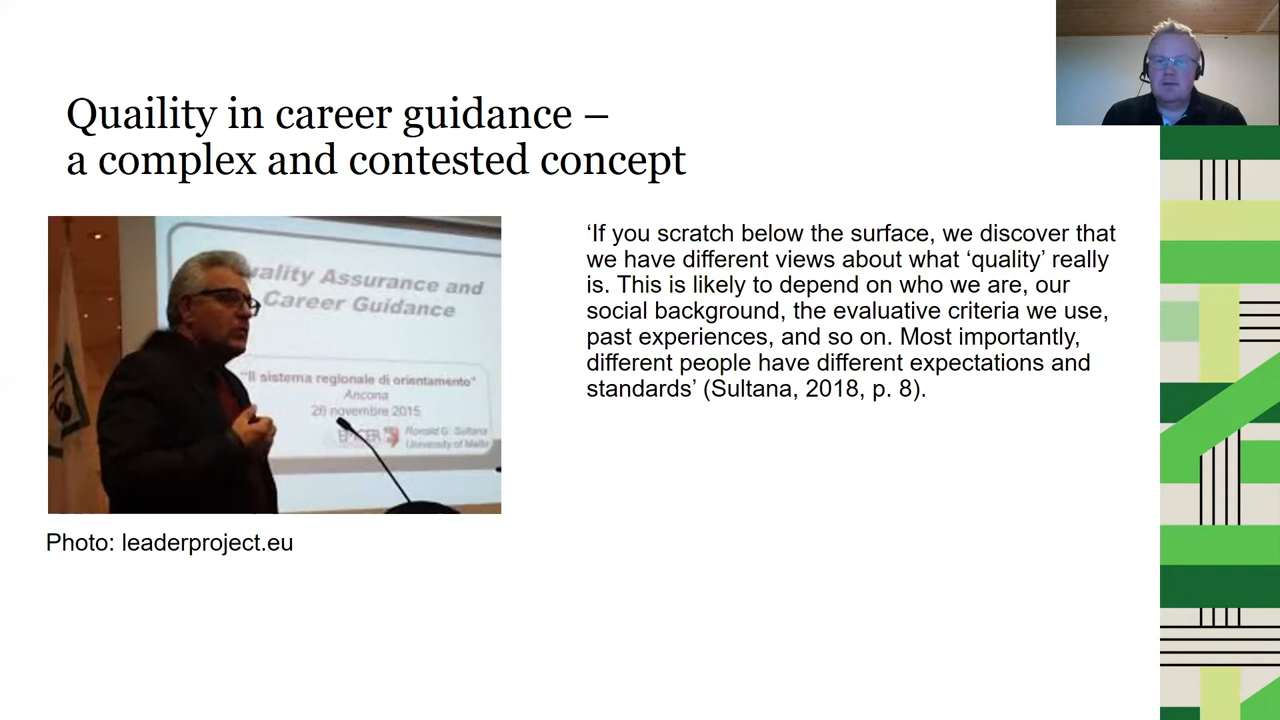 Quaility in career guidance –
a complex and contested concept
uality Assurance and
Career Guidance
"Il sistema regionale di orientamento"
Ancona
26 novembre 2015
Ronald G. Sultana
University of Malta
‘If you scratch below the surface, we discover that
we have different views about what ‘quality’ really
is. This is likely to depend on who we are, our
social background, the evaluative criteria we use,
past experiences, and so on. Most importantly,
different people have different expectations and
standards’ (Sultana, 2018, p. 8).
Photo: leaderproject.eu